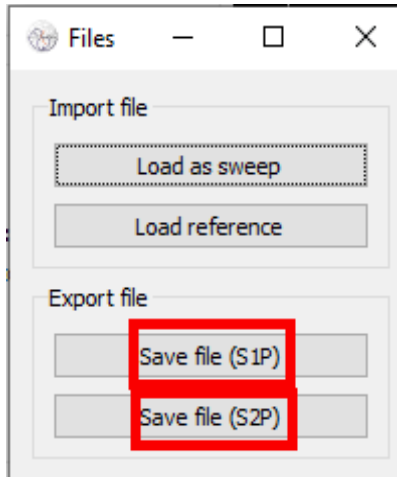 Files
Import file
Load as sweep
Load reference
Export file
Save file (S1P)
Save file (S2P)